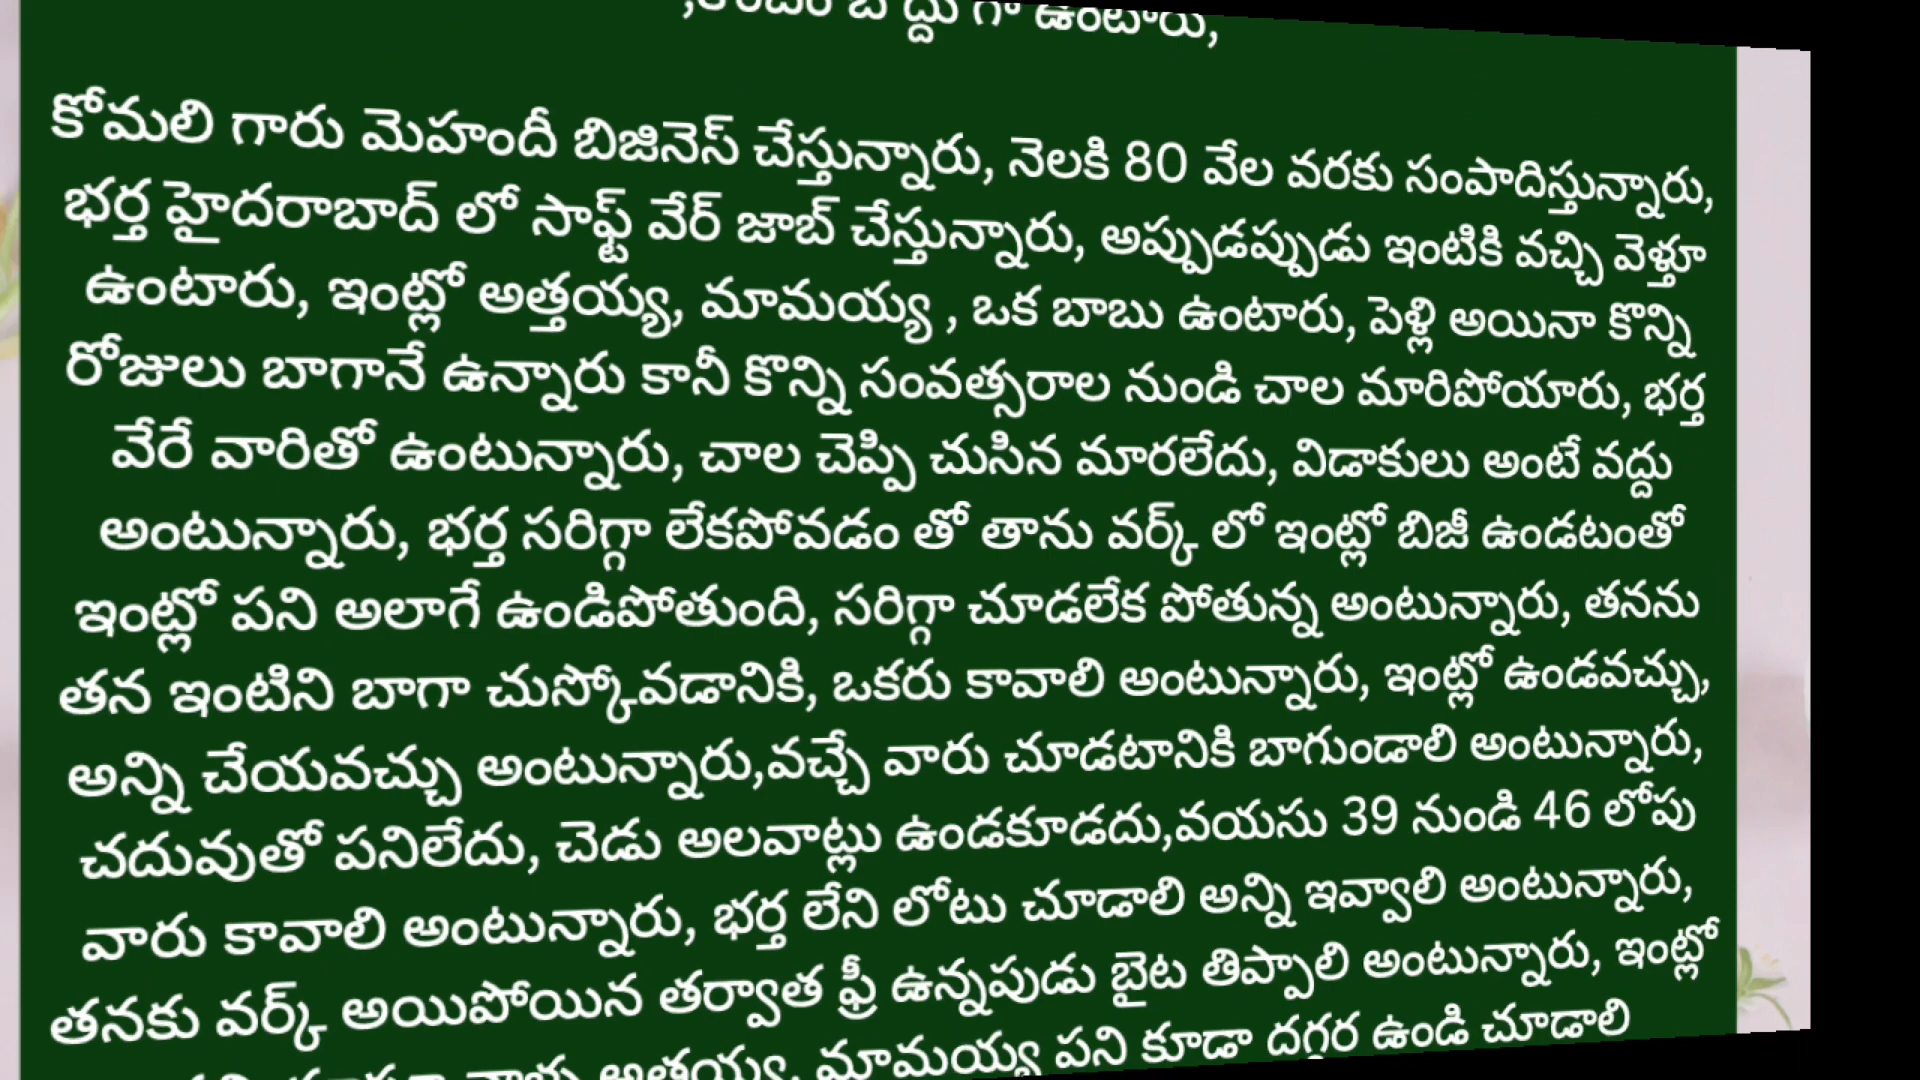 ద్దు గా ఉంటారు,
కోమలి గారు మెహందీ బిజినెస్ చేస్తున్నారు, నెలకి 80 వేల వరకు సంపాదిస్తున్నారు,
భర్త హైదరాబాద్ లో సాఫ్ట్ వేర్ జాబ్ చేస్తున్నారు, అప్పుడప్పుడు ఇంటికి వచ్చి వెళ్తూ
ఉంటారు, ఇంట్లో అత్తయ్య, మామయ్య , ఒక బాబు ఉంటారు, పెళ్లి అయినా కొన్ని
రోజులు బాగానే ఉన్నారు కానీ కొన్ని సంవత్సరాల నుండి చాల మారిపోయారు, భర్త
వేరే వారితో ఉంటున్నారు, చాల చెప్పి చుసిన మారలేదు, విడాకులు అంటే వద్దు
అంటున్నారు, భర్త సరిగ్గా లేకపోవడం తో తాను వర్క్ లో ఇంట్లో బిజీ ఉండటంతో
ఇంట్లో పని అలాగే ఉండిపోతుంది, సరిగ్గా చూడలేక పోతున్న అంటున్నారు, తనను
తన ఇంటిని బాగా చుస్కోవడానికి, ఒకరు కావాలి అంటున్నారు, ఇంట్లో ఉండవచ్చు,
అన్ని చేయవచ్చు అంటున్నారు,వచ్చే వారు చూడటానికి బాగుండాలి అంటున్నారు,
చదువుతో పనిలేదు, చెడు అలవాట్లు ఉండకూడదు,వయసు 39 నుండి 46 లోపు
వారు కావాలి అంటున్నారు, భర్త లేని లోటు చూడాలి అన్ని ఇవ్వాలి అంటున్నారు,
తనకు వర్క్ అయిపోయిన తర్వాత ఫ్రీ ఉన్నపుడు బైట తిప్పాలి అంటున్నారు, ఇంట్లో
అత్తయ్య, మామయ్య పని కూడా దగ్గర ఉండి చూడాలి